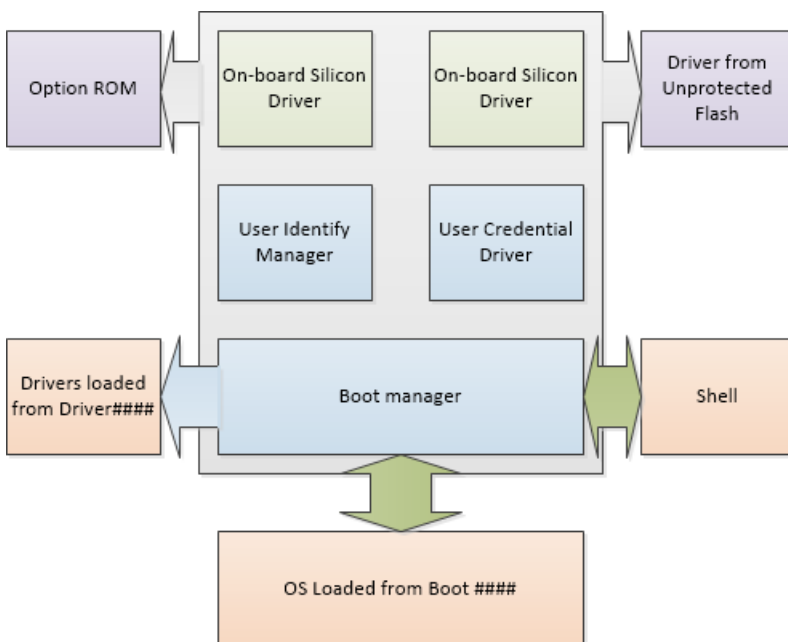 Option ROM
On-board Silicon
Driver
On-board Silicon
Driver
Driver from
Unprotected
Flash
User Identify
Manager
User Credential
Driver
Drivers loaded
from Driver####
Boot manager
Shell
OS Loaded from Boot ####